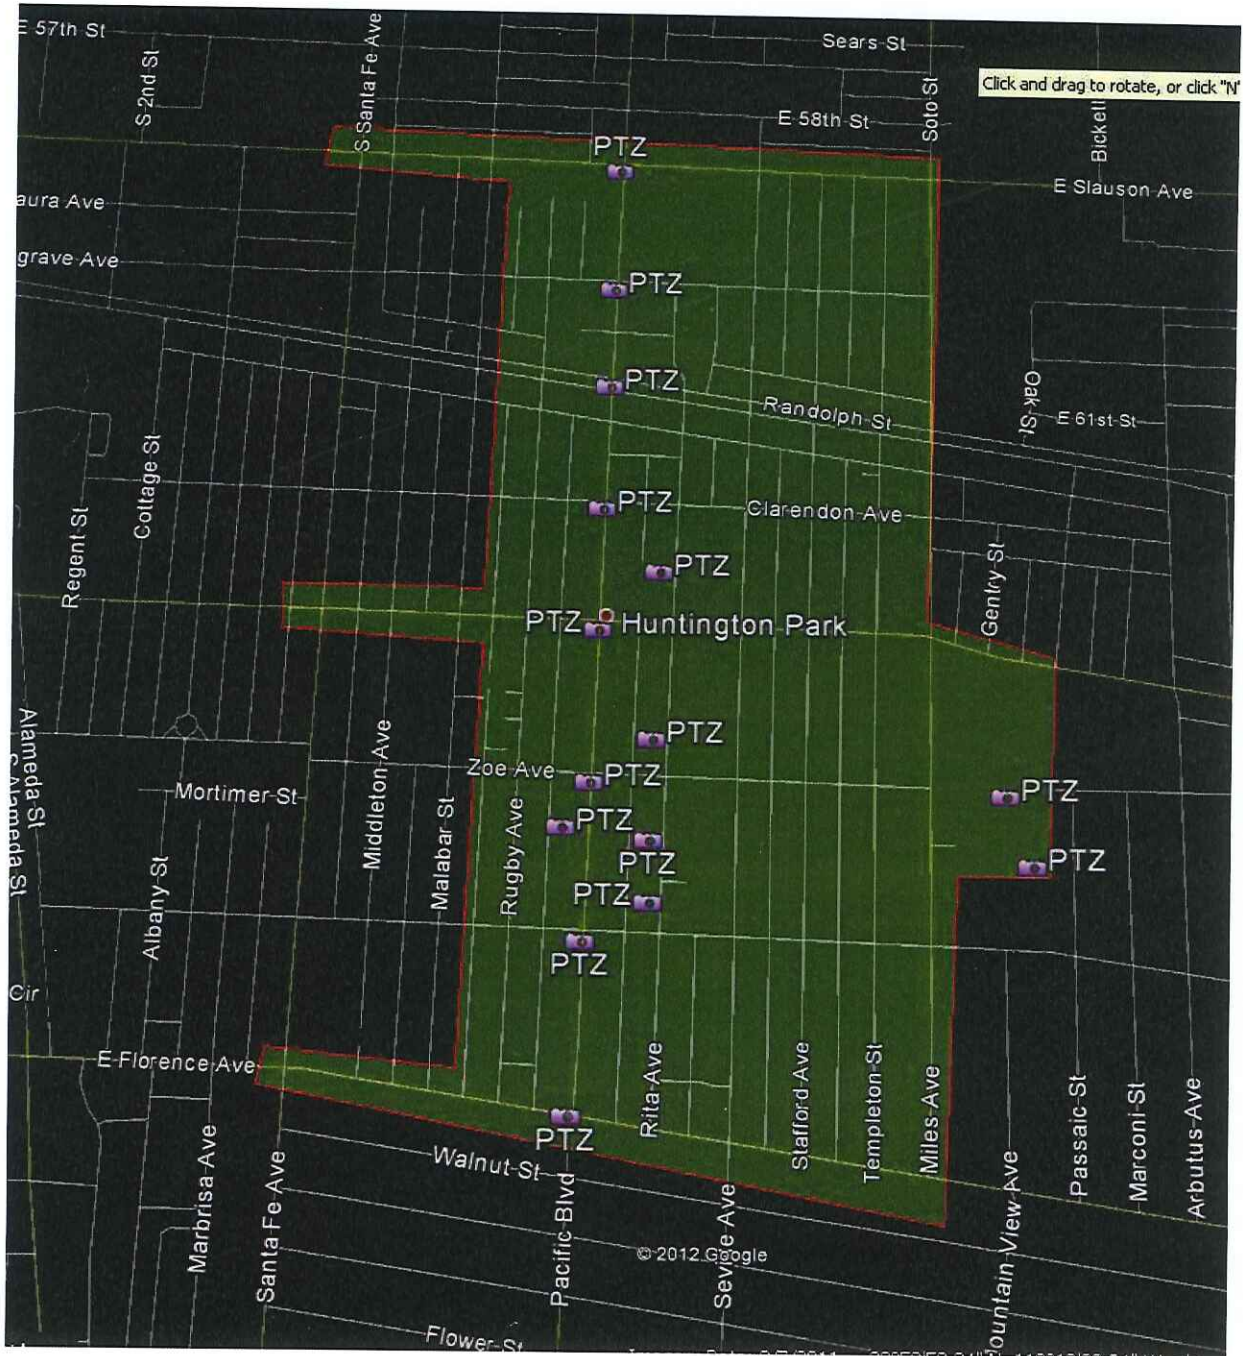 E 57th St
S 2nd St
S Santa Fe Ave
Sears St
Soto St
Click and drag to rotate, or click "N"
Bickett
E 58th St
PTZ
E Slauson Ave
aura Ave
grave Ave
PTZ
PTZ
Randolph St
Oak St
E 61st St
Cottage St
Regent St
PTZ
Clarendon Ave
PTZ
Gentry St
PTZ
Huntington Park
Alameda St
S Alameda St
PTZ
Zoe Ave
PTZ
Mortimer St
Middleton Ave
Malabar St
Rugby Ave
PTZ
PTZ
PTZ
PTZ
PTZ
Albany St
PTZ
Cir
E Florence Ave
PTZ
Rita Ave
Stafford Ave
Templeton St
Miles Ave
Walnut St
Marbrisa Ave
Santa Fe Ave
Pacific Blvd
Seville Ave
ountain View Ave
Passaic St
Marconi St
Arbutus Ave
© 2012 Google
Flower St